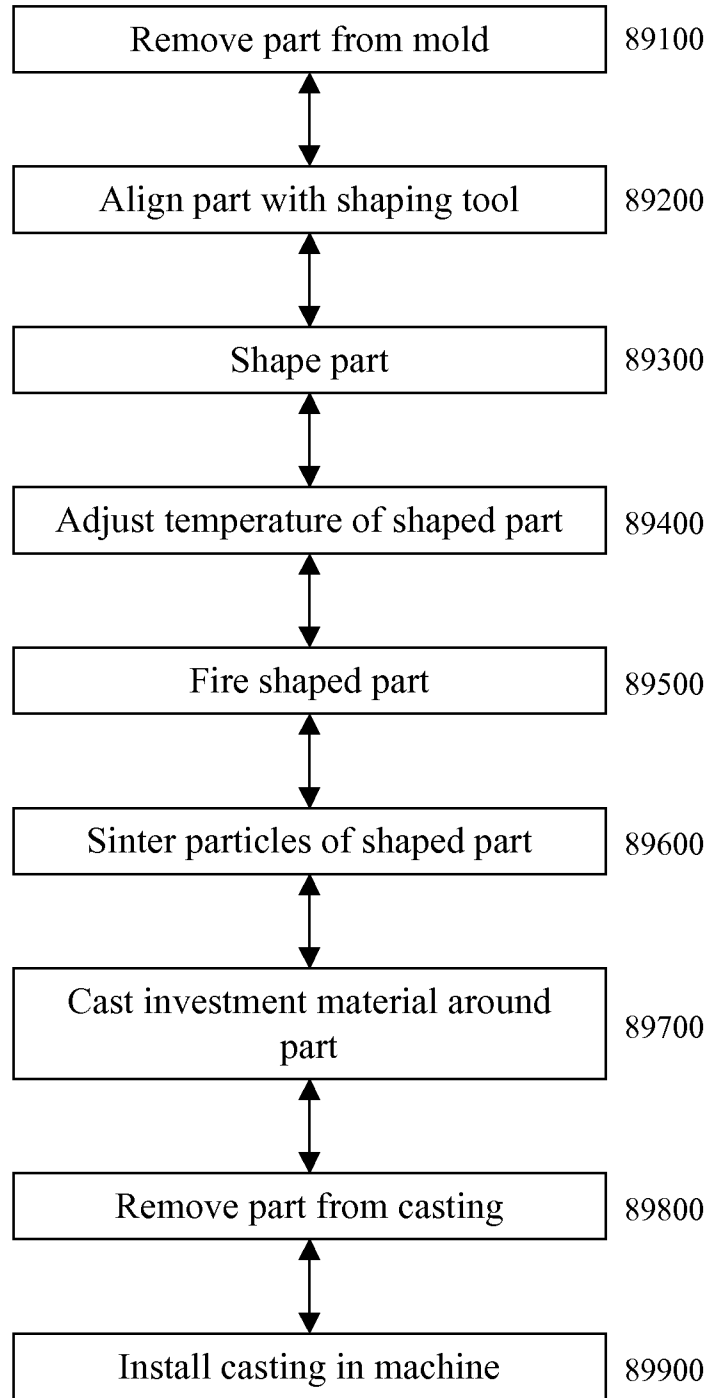 Remove part from mold 89100
Align part with shaping tool 89200
Shape part 89300
Adjust temperature of shaped part 89400
Fire shaped part 89500
Sinter particles of shaped part 89600
Cast investment material around
part
89700
Remove part from casting 89800
Install casting in machine 89900